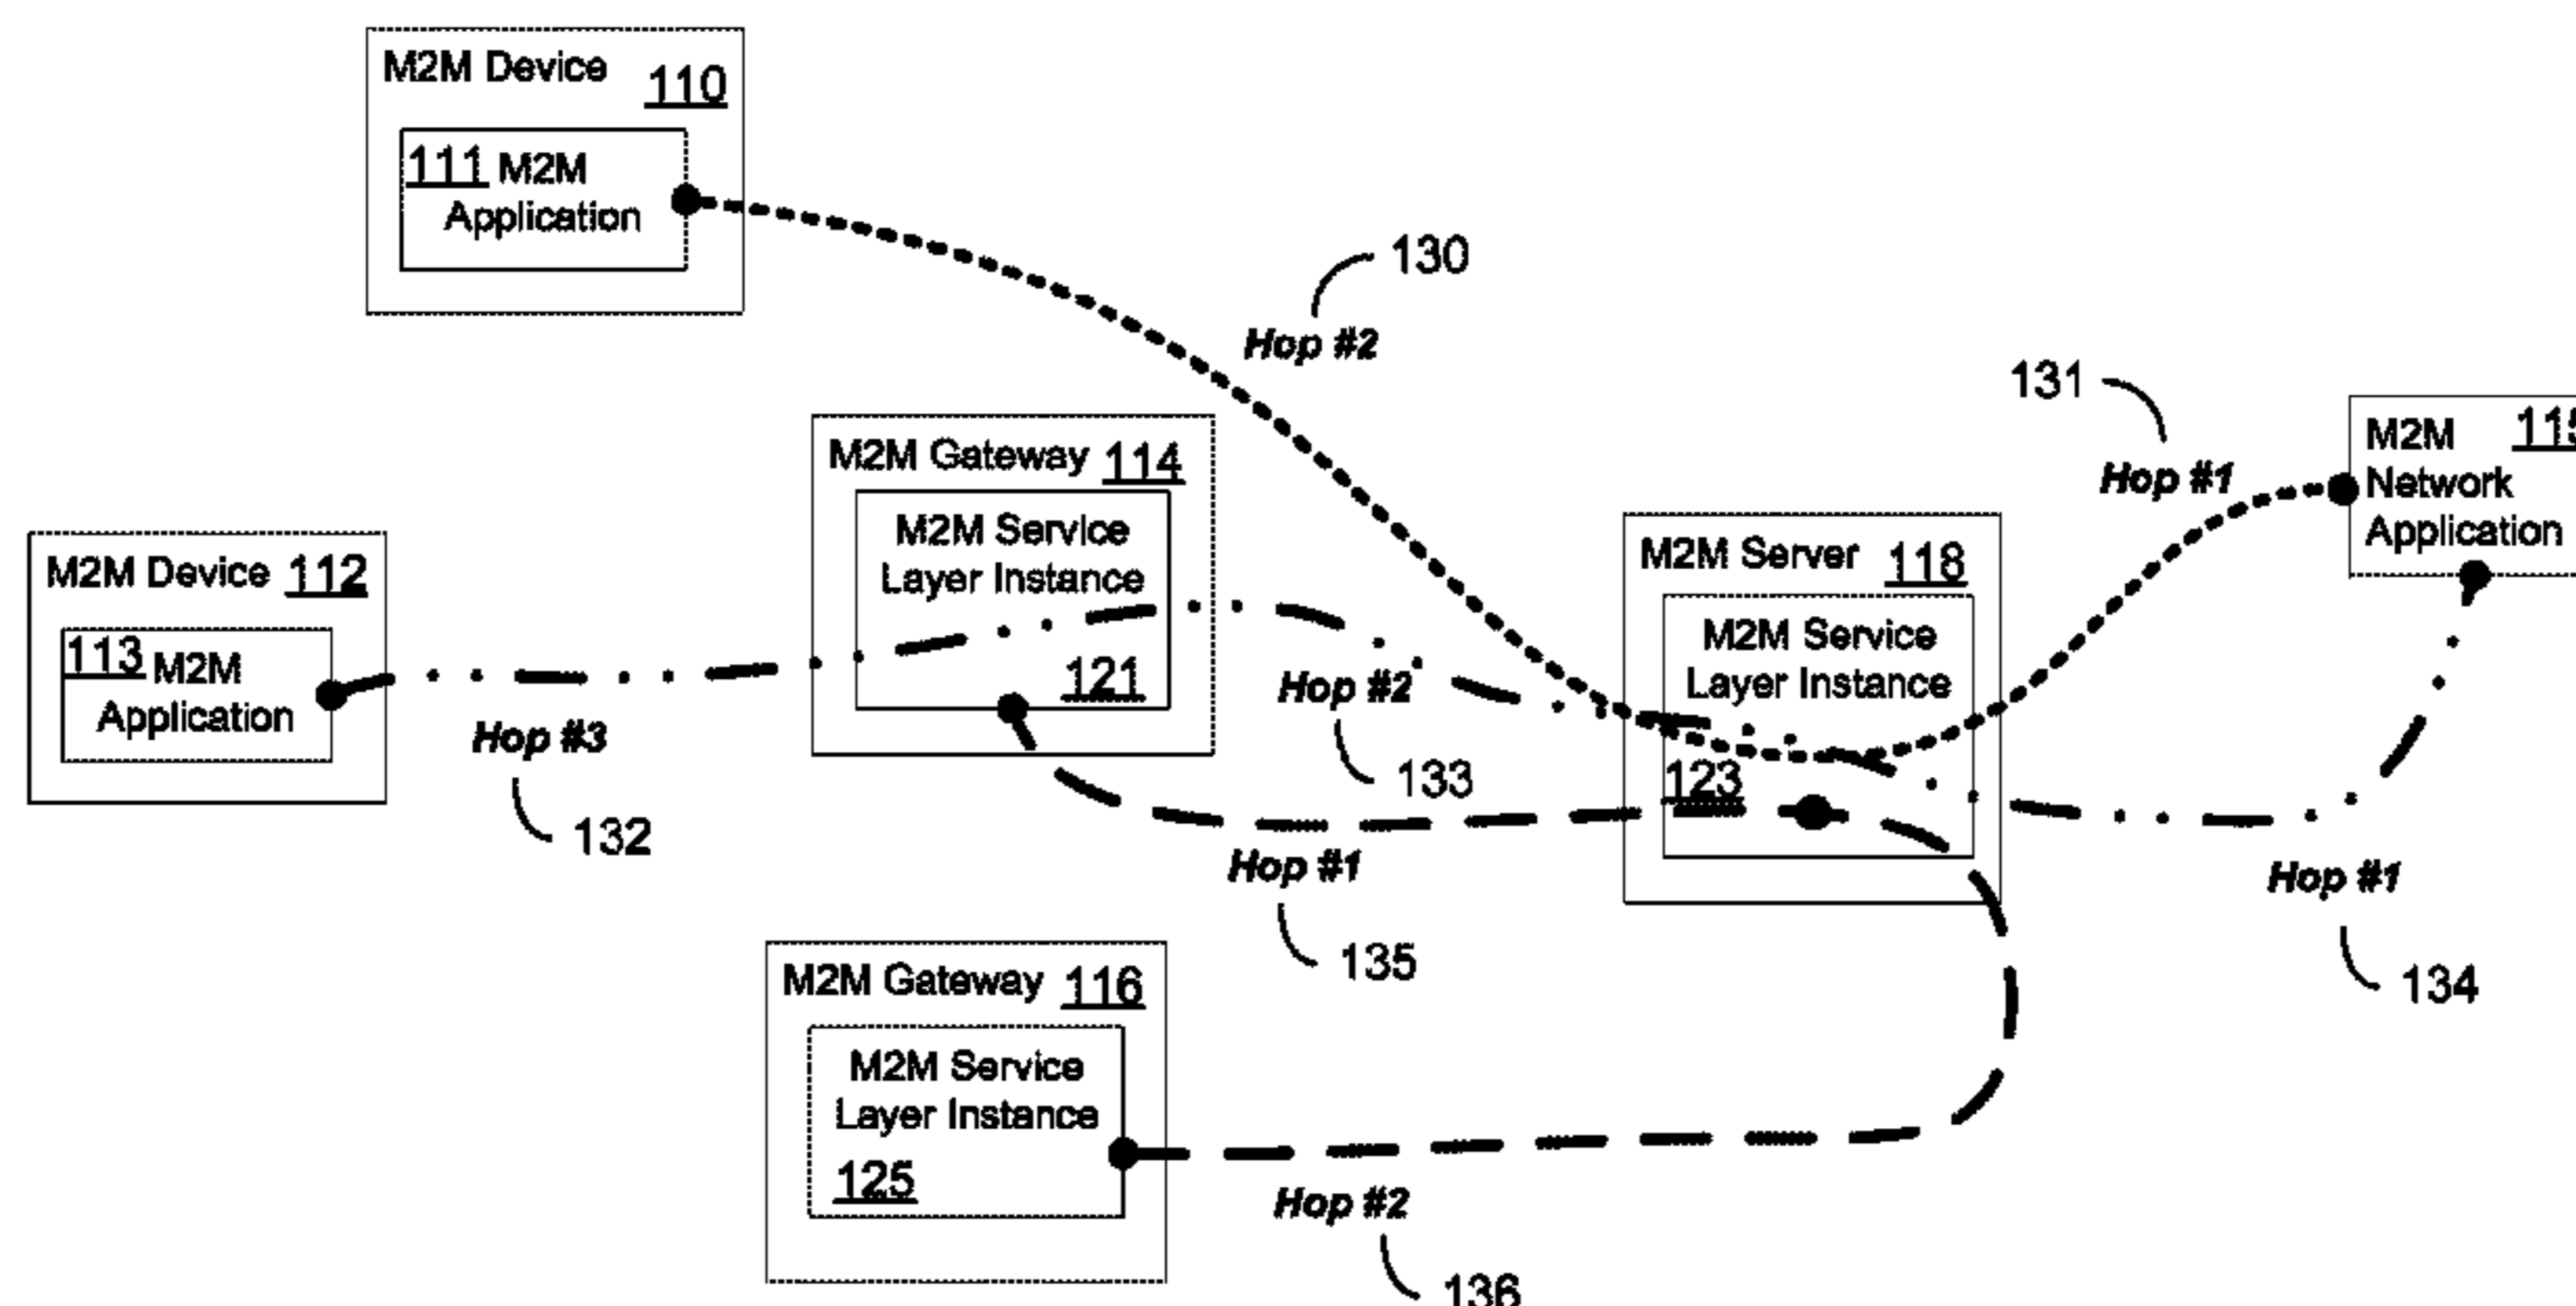 M2M Device
110
111 M2M
Application
130
Hop #2
131
Hop #1
M2M 115
Network
Application
M2M Gateway 114
M2M Service
Layer Instance
121
M2M Device 112
113 M2M
Application
Hop #3
132
Hop #2
133
M2M Server 118
M2M Service
Layer Instance
123
Hop #1
135
Hop #1
134
M2M Gateway 116
M2M Service
Layer Instance
125
Hop #2
136